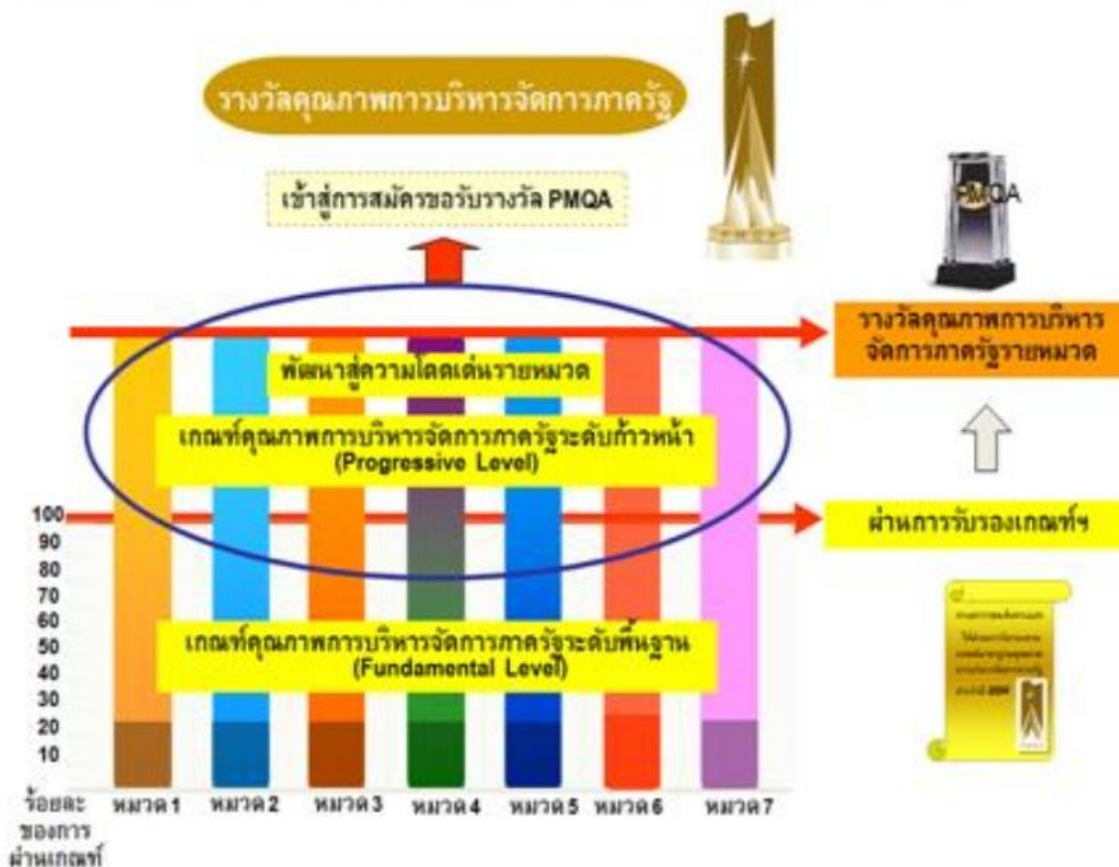 รางวัลคุณภาพการบริหารจัดการภาครัฐ
เข้าสู่การสมัครขอรับรางวัล PMQA
PMQA
รางวัลคุณภาพการบริหาร
จัดการภาครัฐรายหมวด
พัฒนาสู่ความโดดเด่นรายหมวด
เกณฑ์คุณภาพการบริหารจัดการภาครัฐระดับก้าวหน้า
(Progressive Level)
ผ่านการรับรองเกณฑ์ฯ
เกณฑ์คุณภาพการบริหารจัดการภาครัฐระดับพื้นฐาน
(Fundamental Level)
100
90
80
70
60
50
40
30
20
10
ร้อยละ
ของการ
ผ่านเกณฑ์
หมวด 1 หมวด 2 หมวด 3 หมวด 4 หมวด 5 หมวด 6 หมวด 7